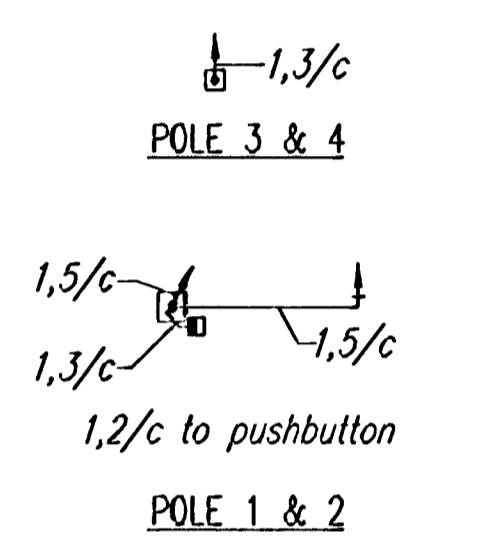 1,3/c
POLE 3 & 4
1,5/c
1,5/c
1,3/c
1,2/c to pushbutton
POLE 1 & 2